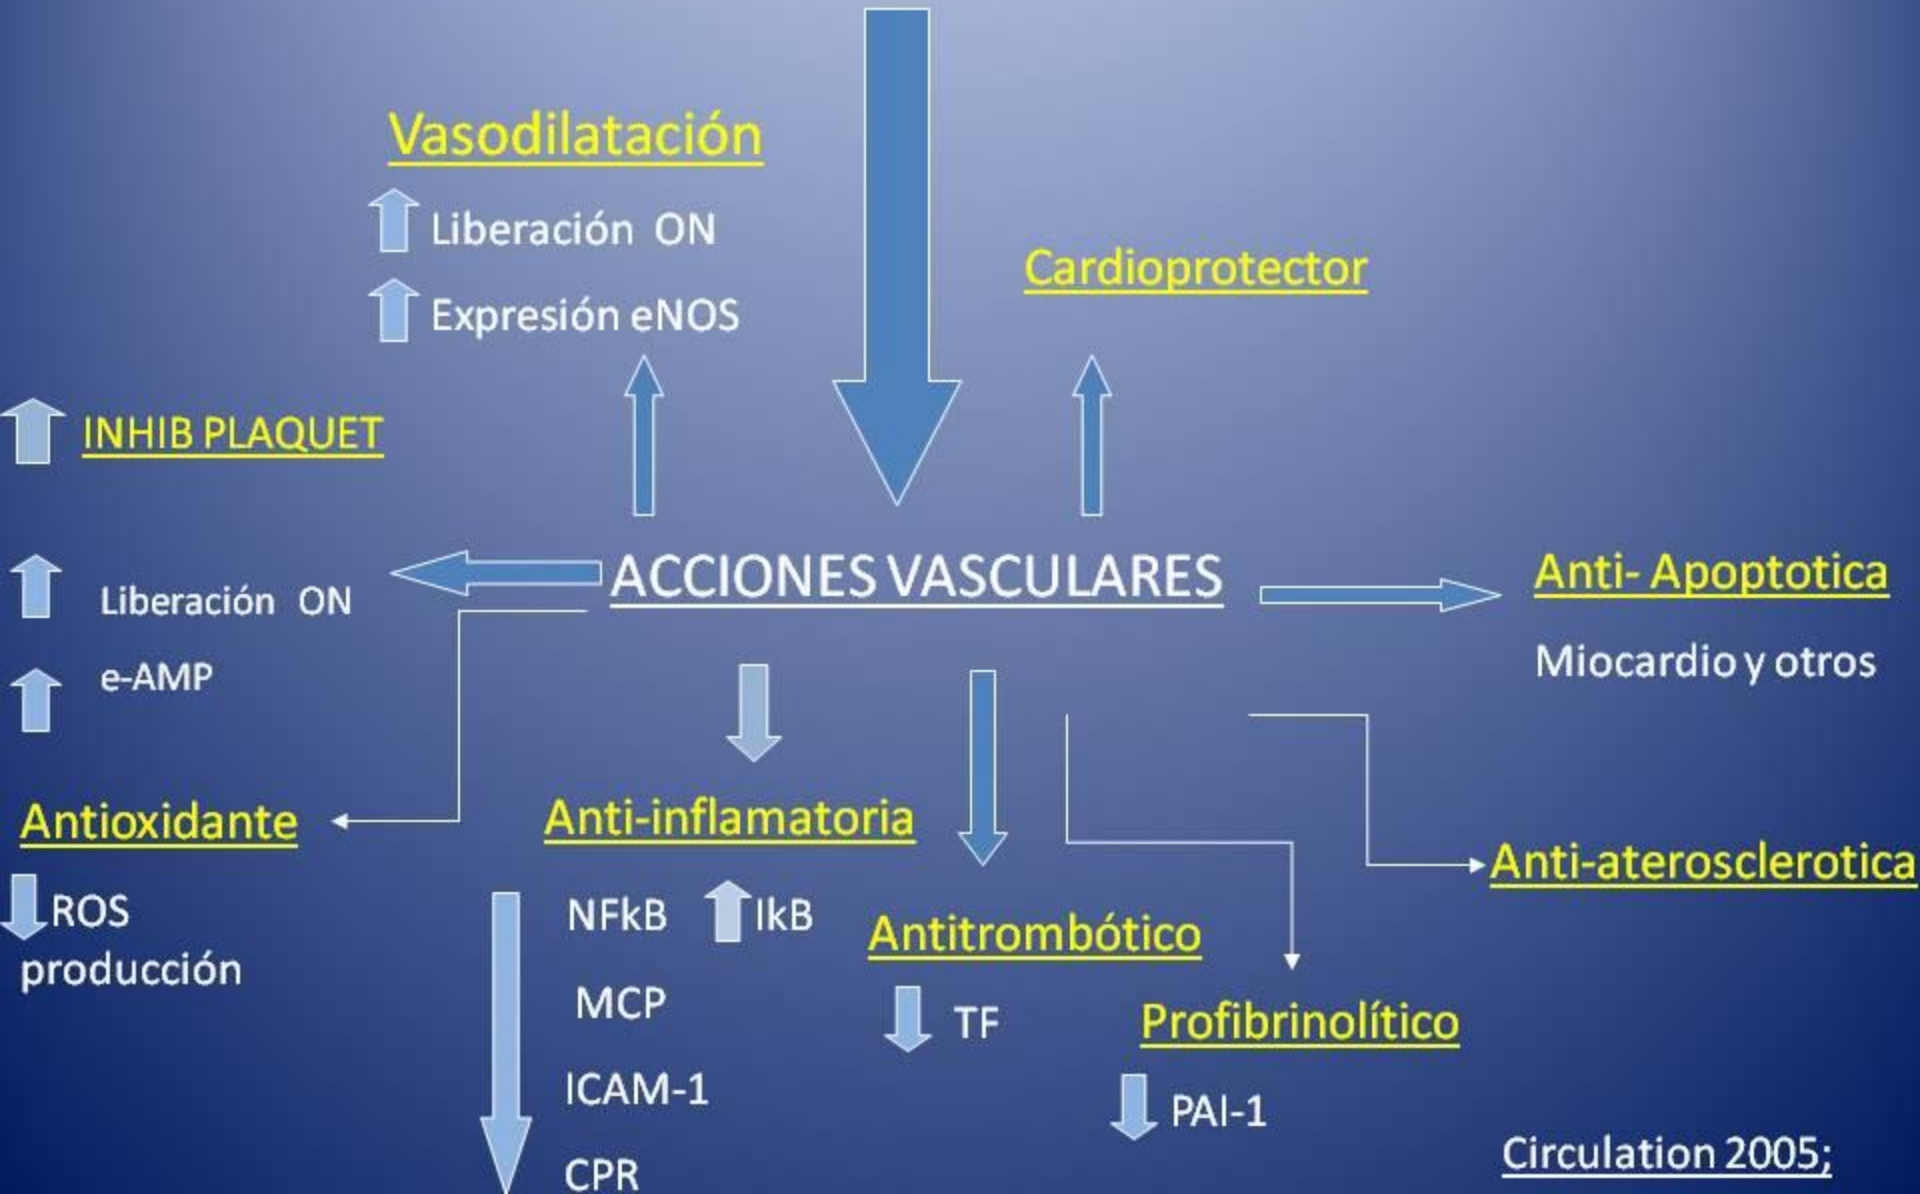 Vasodilatación
Liberación ON
Expresión eNOS
Cardioprotector
INHIB PLAQUET
Liberación ON
e-AMP
ACCIONES VASCULARES
Anti- Apoptotica
Miocardio y otros
Antioxidante
ROS
producción
Anti-inflamatoria
NFkB IkB
MCP
ICAM-1
CPR
Antitrombótico
TF
Profibrinolítico
PAI-1
Anti-aterosclerotica
Circulation 2005;